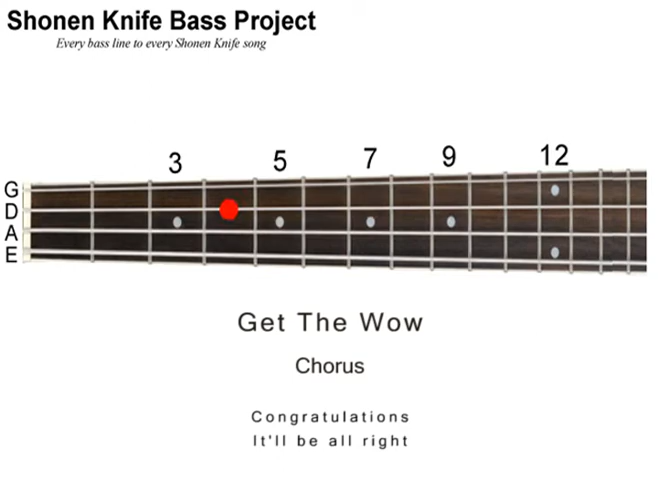 Shonen Knife Bass Project
Every bass line to every Shonen Knife song
3 5 7 9 12
G
D
A
E
Get The Wow
Chorus
Congratulations
It'll be all right